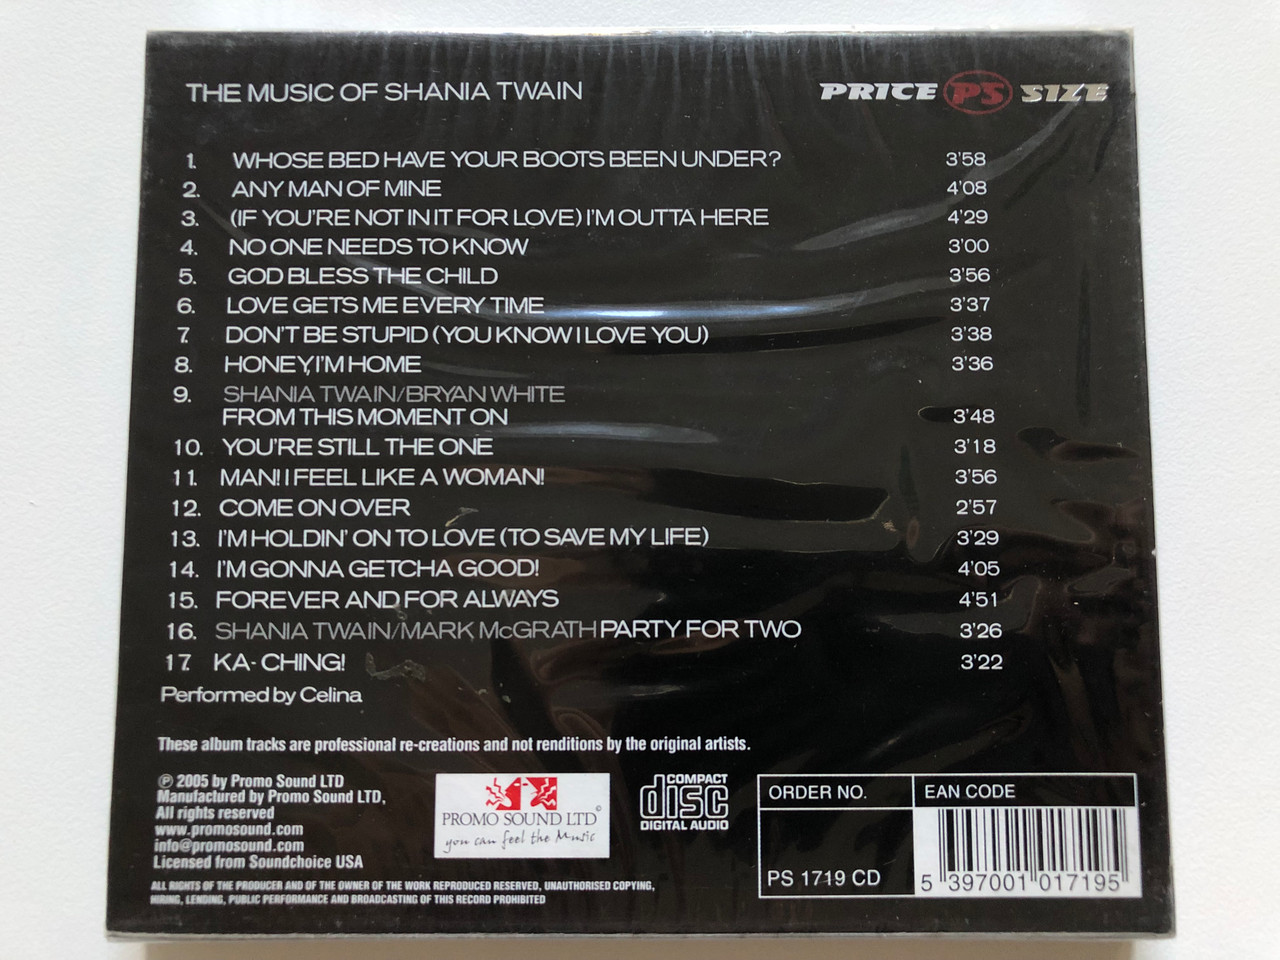 THE MUSIC OF SHANIA TWAIN
PRICE PS SIZE
1. WHOSE BED HAVE YOUR BOOTS BEEN UNDER? 3'58
2. ANY MAN OF MINE 4'08
3. (IF YOU'RE NOT IN IT FOR LOVE) I'M OUTTA HERE 4'29
4. NO ONE NEEDS TO KNOW 3'00
5. GOD BLESS THE CHILD 3'56
6. LOVE GETS ME EVERY TIME 3'37
7. DON'T BE STUPID (YOU KNOW I LOVE YOU) 3'38
8. HONEY, I'M HOME 3'36
9. SHANIA TWAIN/BRYAN WHITE
FROM THIS MOMENT ON 3'48
10. YOU'RE STILL THE ONE 3'18
11. MAN! I FEEL LIKE A WOMAN! 3'56
12. COME ON OVER 2'57
13. I'M HOLDIN' ON TO LOVE (TO SAVE MY LIFE) 3'29
14. I'M GONNA GETCHA GOOD! 4'05
15. FOREVER AND FOR ALWAYS 4'51
16. SHANIA TWAIN/MARK McGRATH PARTY FOR TWO 3'26
17. KA-CHING! 3'22
Performed by Celina
These album tracks are professional re-creations and not renditions by the original artists.
℗ 2005 by Promo Sound LTD
Manufactured by Promo Sound LTD,
All rights reserved
www.promosound.com
info@promosound.com
Licensed from Soundchoice USA
PROMO SOUND LTD©
you can feel the Music
COMPACT
disc
DIGITAL AUDIO
ORDER NO.
PS 1719 CD
EAN CODE
5 397001 017195
ALL RIGHTS OF THE PRODUCER AND OF THE OWNER OF THE WORK REPRODUCED RESERVED, UNAUTHORISED COPYING,
HIRING, LENDING, PUBLIC PERFORMANCE AND BROADCASTING OF THIS RECORD PROHIBITED